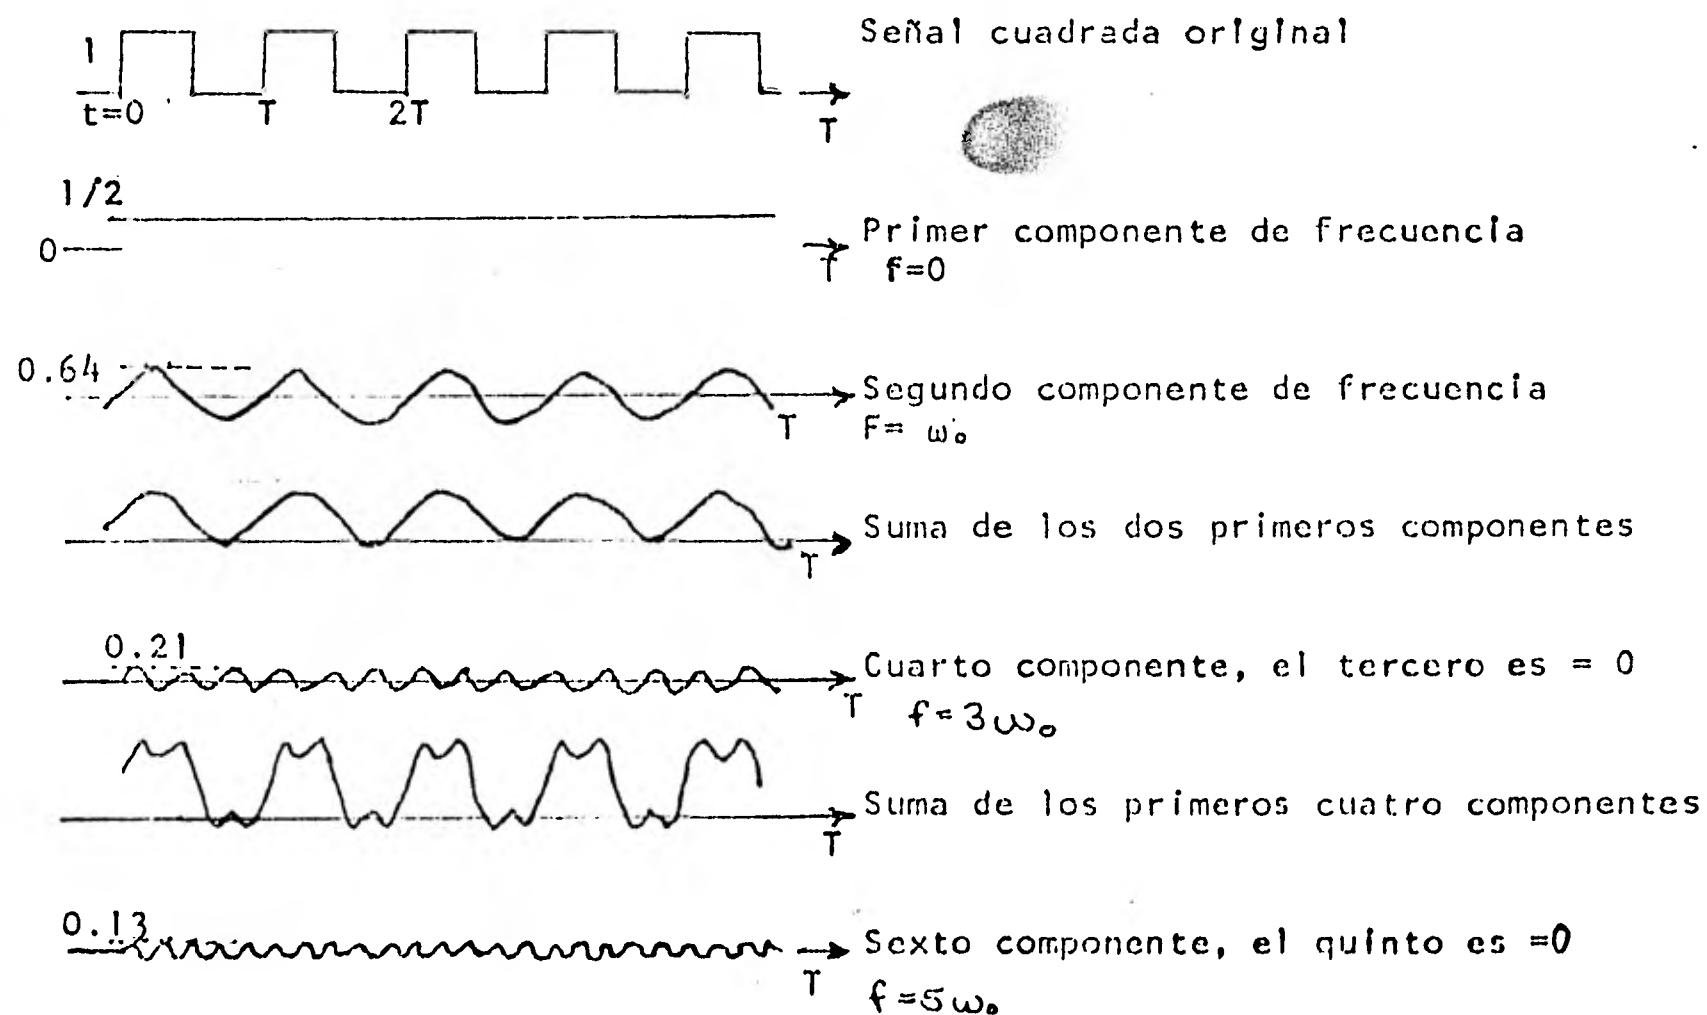 Señal cuadrada original
1
t=0 T 2T
T
1/2
0
Primer componente de frecuencia
T f=0
0.64
Segundo componente de frecuencia
T F= ω₀
Suma de los dos primeros componentes
T
0.21
Cuarto componente, el tercero es = 0
T f=3ω₀
Suma de los primeros cuatro componentes
T
0.13
Sexto componente, el quinto es =0
T f=5ω₀